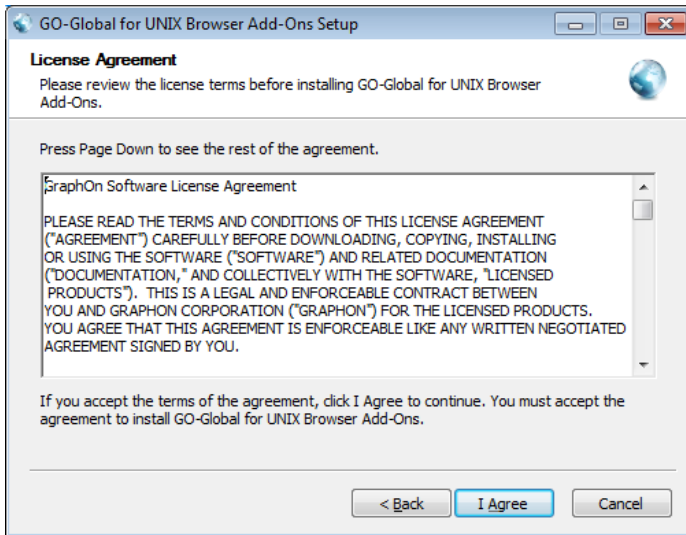 GO-Global for UNIX Browser Add-Ons Setup
License Agreement
Please review the license terms before installing GO-Global for UNIX Browser
Add-Ons.
Press Page Down to see the rest of the agreement.
GraphOn Software License Agreement
PLEASE READ THE TERMS AND CONDITIONS OF THIS LICENSE AGREEMENT
("AGREEMENT") CAREFULLY BEFORE DOWNLOADING, COPYING, INSTALLING
OR USING THE SOFTWARE ("SOFTWARE") AND RELATED DOCUMENTATION
("DOCUMENTATION," AND COLLECTIVELY WITH THE SOFTWARE, "LICENSED
PRODUCTS"). THIS IS A LEGAL AND ENFORCEABLE CONTRACT BETWEEN
YOU AND GRAPHON CORPORATION ("GRAPHON") FOR THE LICENSED PRODUCTS.
YOU AGREE THAT THIS AGREEMENT IS ENFORCEABLE LIKE ANY WRITTEN NEGOTIATED
AGREEMENT SIGNED BY YOU.
If you accept the terms of the agreement, click I Agree to continue. You must accept the
agreement to install GO-Global for UNIX Browser Add-Ons.
< Back I Agree Cancel